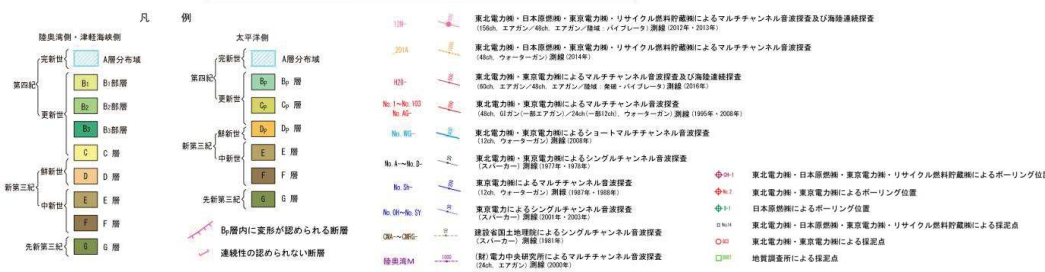 凡 例
陸奥湾側・津軽海峡側
完新世
第四紀
更新世
鮮新世
新第三紀
中新世
先新第三紀
A層分布域
B1 B1部層
B2 B2部層
B3 B3部層
C C 層
D D 層
E E 層
F F 層
G G 層
太平洋側
完新世
第四紀
更新世
鮮新世
新第三紀
中新世
先新第三紀
A層分布域
BP BP 層
CP CP 層
DP DP 層
E E 層
F F 層
G G 層
BP層内に変形が認められる断層
連続性の認められない断層
東北電力㈱・日本原燃㈱・東京電力㈱・リサイクル燃料貯蔵㈱によるマルチチャンネル音波探査及び海陸連続探査
(156ch, エアガン/48ch, エアガン/陸域:バイブレータ) 測線(2012年・2013年)
2014
東北電力㈱・日本原燃㈱・東京電力㈱・リサイクル燃料貯蔵㈱によるマルチチャンネル音波探査
(48ch, ウォーターガン) 測線(2014年)
東北電力㈱・東京電力㈱によるマルチチャンネル音波探査及び海陸連続探査
(60ch, エアガン/48ch, エアガン/陸域:発破・バイブレータ) 測線(2016年)
No.1~No.103
No.AG-
東北電力㈱・東京電力㈱によるマルチチャンネル音波探査
(48ch, GIガン(一部エアガン)/24ch(一部12ch), ウォーターガン) 測線(1995年・2008年)
No.WG-
東北電力㈱・東京電力㈱によるショートマルチチャンネル音波探査
(12ch, ウォーターガン) 測線(2008年)
No.A-~No.D-
東北電力㈱・東京電力㈱によるシングルチャンネル音波探査
(スパーカー) 測線(1977年・1978年)
No.Sh-
東京電力㈱によるマルチチャンネル音波探査
(12ch, ウォーターガン) 測線(1987年・1988年)
No.OH~No.SY
東京電力㈱によるシングルチャンネル音波探査
(スパーカー) 測線(2001年・2003年)
建設省国土地理院によるシングルチャンネル音波探査
(スパーカー) 測線(1981年)
陸奥湾M
(財)電力中央研究所によるマルチチャンネル音波探査
(24ch, エアガン) 測線(2000年)
東北電力㈱・日本原燃㈱・東京電力㈱・リサイクル燃料貯蔵㈱によるボーリング位置
東北電力㈱・東京電力㈱によるボーリング位置
日本原燃㈱によるボーリング位置
東北電力㈱・日本原燃㈱・東京電力㈱・リサイクル燃料貯蔵㈱による採泥点
東北電力㈱・東京電力㈱による採泥点
地質調査所による採泥点